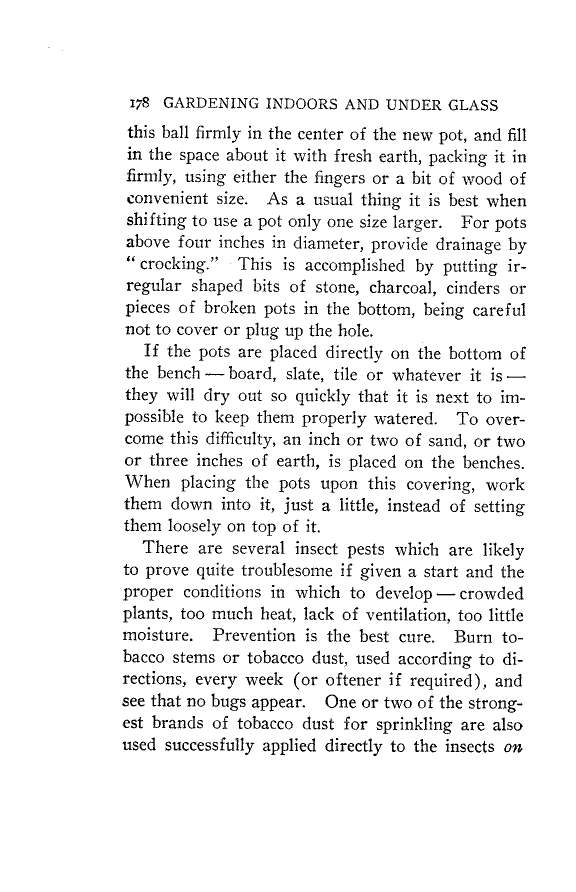 178 GARDENING INDOORS AND UNDER GLASS
this ball firmly in the center of the new pot, and fill
in the space about it with fresh earth, packing it in
firmly, using either the fingers or a bit of wood of
convenient size. As a usual thing it is best when
shifting to use a pot only one size larger. For pots
above four inches in diameter, provide drainage by
“ crocking.” This is accomplished by putting ir-
regular shaped bits of stone, charcoal, cinders or
pieces of broken pots in the bottom, being careful
not to cover or plug up the hole.
If the pots are placed directly on the bottom of
the bench — board, slate, tile or whatever it is —
they will dry out so quickly that it is next to im-
possible to keep them properly watered. To over-
come this difficulty, an inch or two of sand, or two
or three inches of earth, is placed on the benches.
When placing the pots upon this covering, work
them down into it, just a little, instead of setting
them loosely on top of it.
There are several insect pests which are likely
to prove quite troublesome if given a start and the
proper conditions in which to develop — crowded
plants, too much heat, lack of ventilation, too little
moisture. Prevention is the best cure. Burn to-
bacco stems or tobacco dust, used according to di-
rections, every week (or oftener if required), and
see that no bugs appear. One or two of the strong-
est brands of tobacco dust for sprinkling are also
used successfully applied directly to the insects on